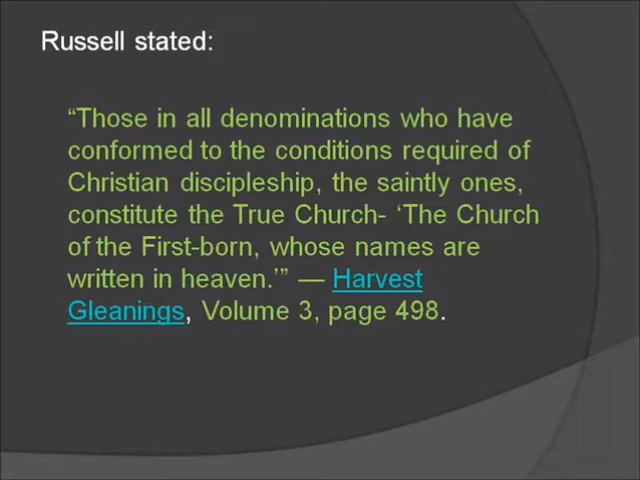 Russell stated:
“Those in all denominations who have
conformed to the conditions required of
Christian discipleship, the saintly ones,
constitute the True Church- ‘The Church
of the First-born, whose names are
written in heaven.’” — Harvest
Gleanings, Volume 3, page 498.